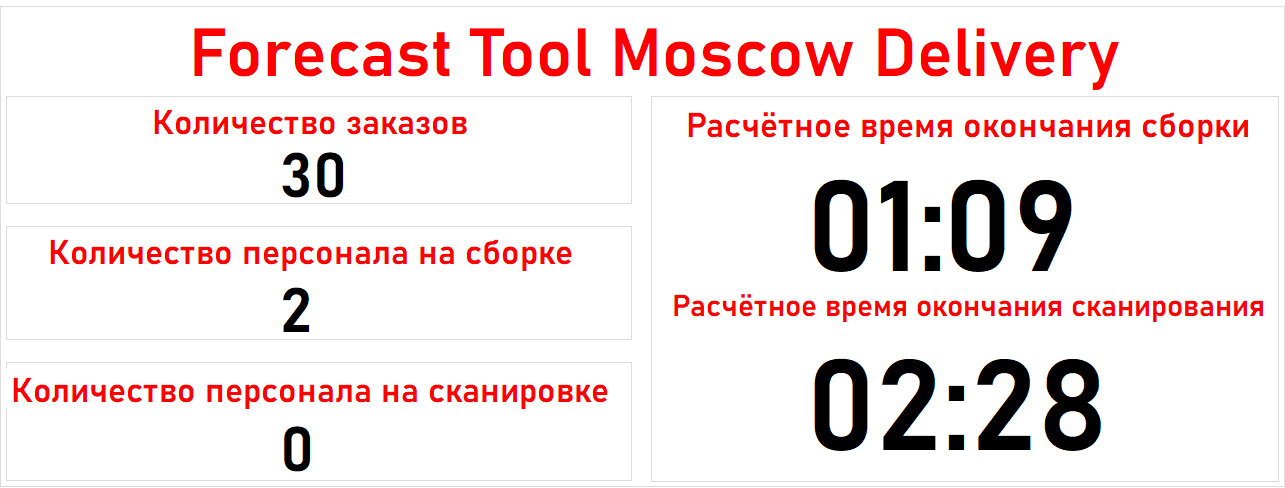 Forecast Tool Moscow Delivery
Количество заказов
30
Количество персонала на сборке
2
Количество персонала на сканировке
0
Расчётное время окончания сборки
01:09
Расчётное время окончания сканирования
02:28